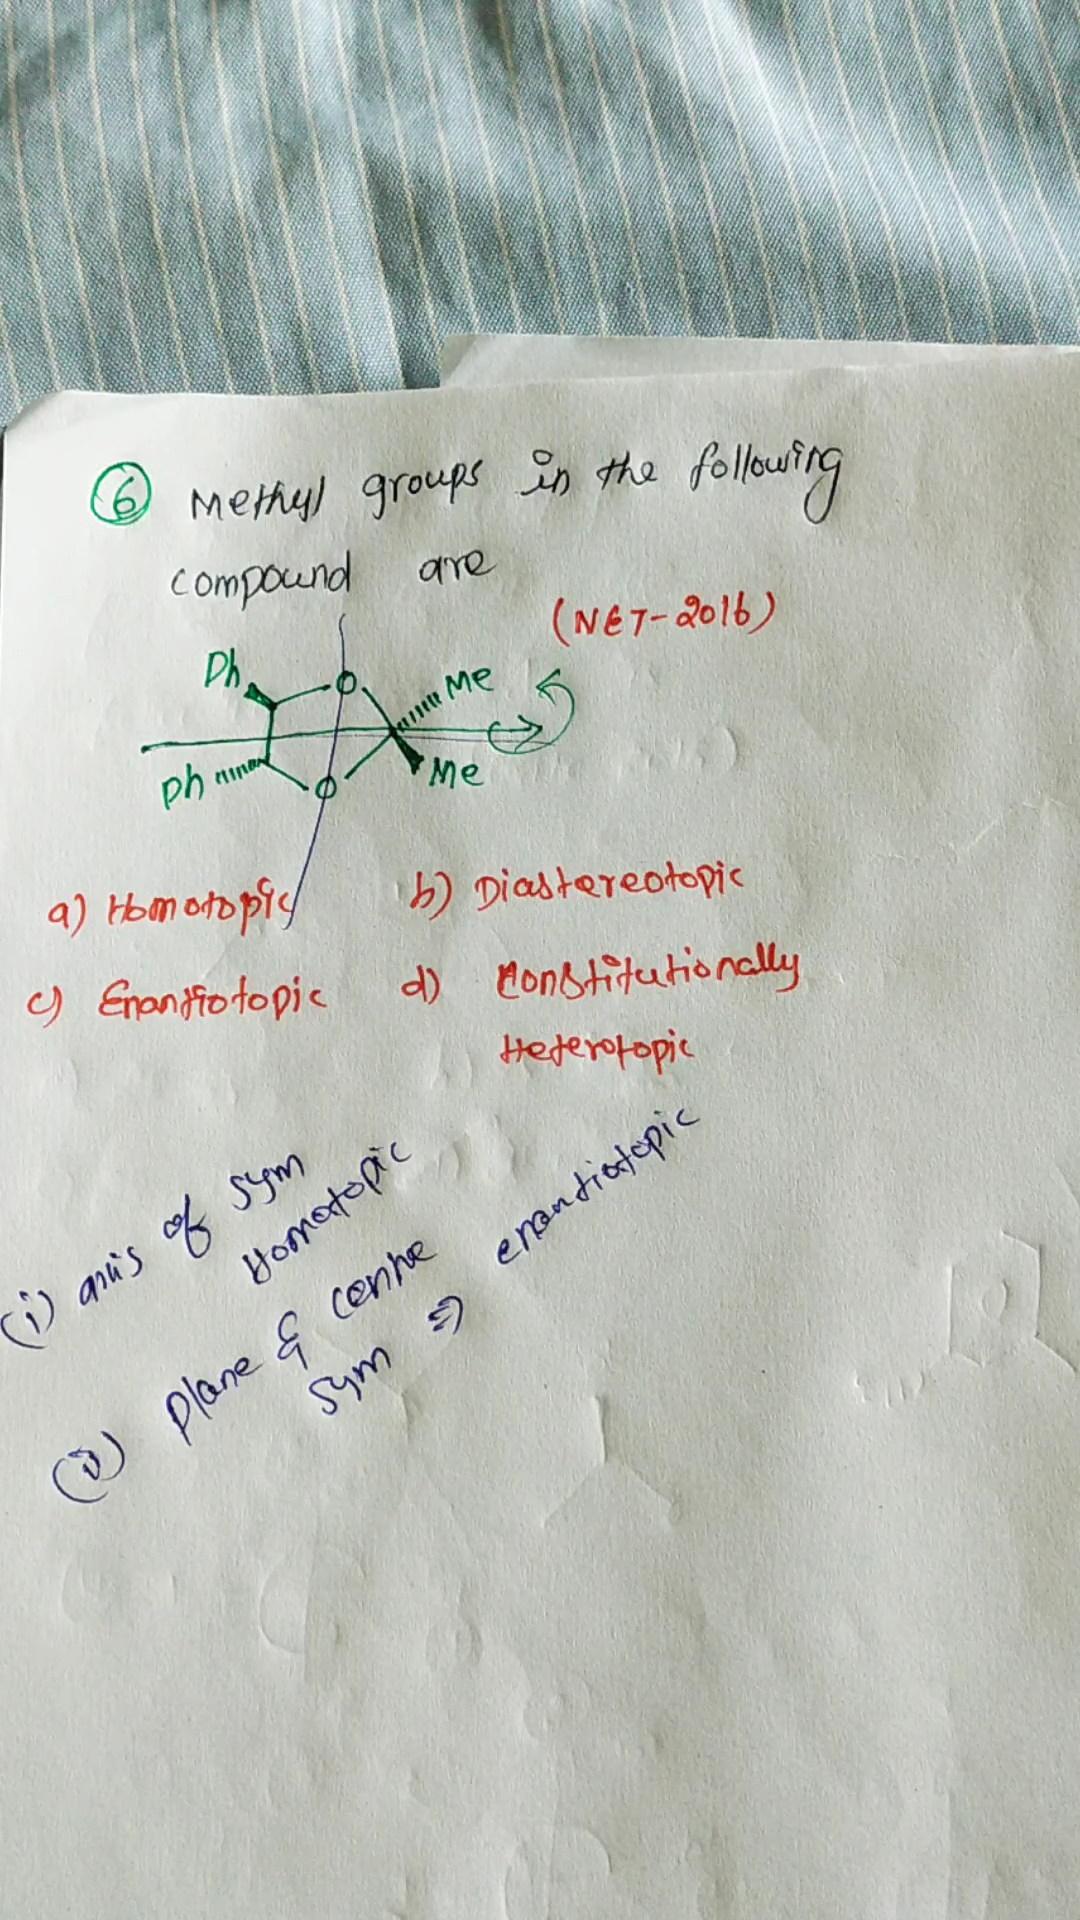 6 Methyl groups in the following
compound are
(NET-2016)
Ph O Me
Ph O Me
a) Homotopic b) Diastereotopic
c) Enantiotopic d) Constitutionally
Heterotopic
(i) axis of sym
Homotopic
(ii) plane & centre
sym ⇒ enantiotopic